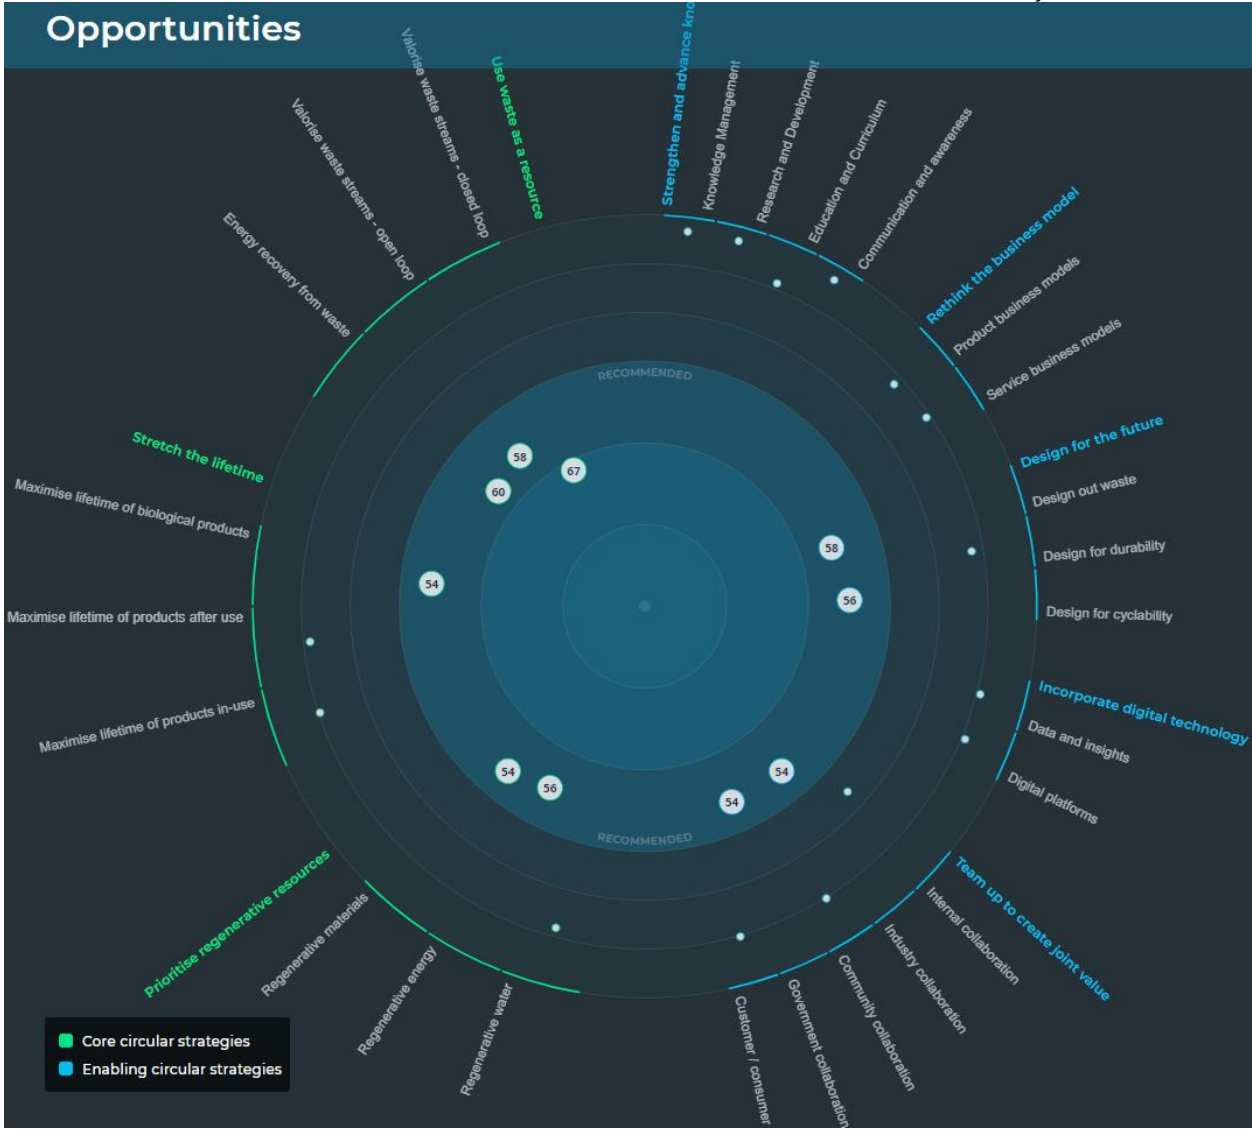 Opportunities
Use waste as a resource
Valorise waste streams - closed loop
Valorise waste streams - open loop
Energy recovery from waste
Strengthen and advance kno
Knowledge Management
Research and Development
Education and Curriculum
Communication and awareness
Rethink the business model
Product business models
Service business models
Design for the future
Design out waste
Design for durability
Design for cyclability
Incorporate digital technology
Data and insights
Digital platforms
Team up to create joint value
Internal collaboration
Industry collaboration
Community collaboration
Government collaboration
Customer / consumer
Stretch the lifetime
Maximise lifetime of biological products
Maximise lifetime of products after use
Maximise lifetime of products in-use
Prioritise regenerative resources
Regenerative materials
Regenerative energy
Regenerative water
RECOMMENDED
58
67
60
54
58
56
54
56
54
54
RECOMMENDED
Core circular strategies
Enabling circular strategies